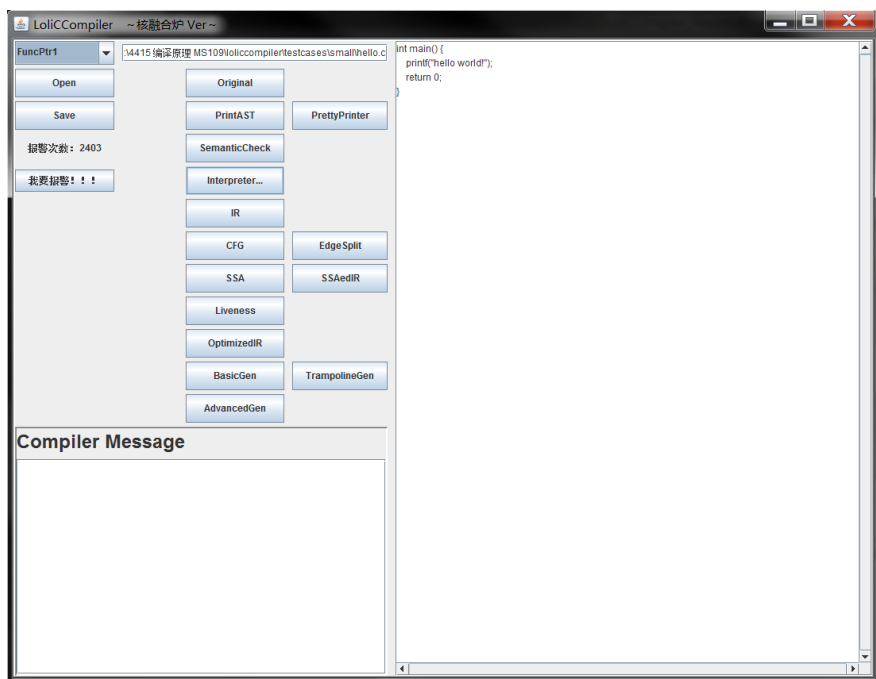 LoliCCompiler ~核融合炉 Ver~
FuncPtr1
:\4415 编译原理 MS109\loliccompiler\testcases\small\hello.c
Open
Original
Save
PrintAST
PrettyPrinter
报警次数：2403
SemanticCheck
我要报警！！！
Interpreter...
IR
CFG
EdgeSplit
SSA
SSAedIR
Liveness
OptimizedIR
BasicGen
TrampolineGen
AdvancedGen
Compiler Message
int main() {
printf("hello world!");
return 0;
}